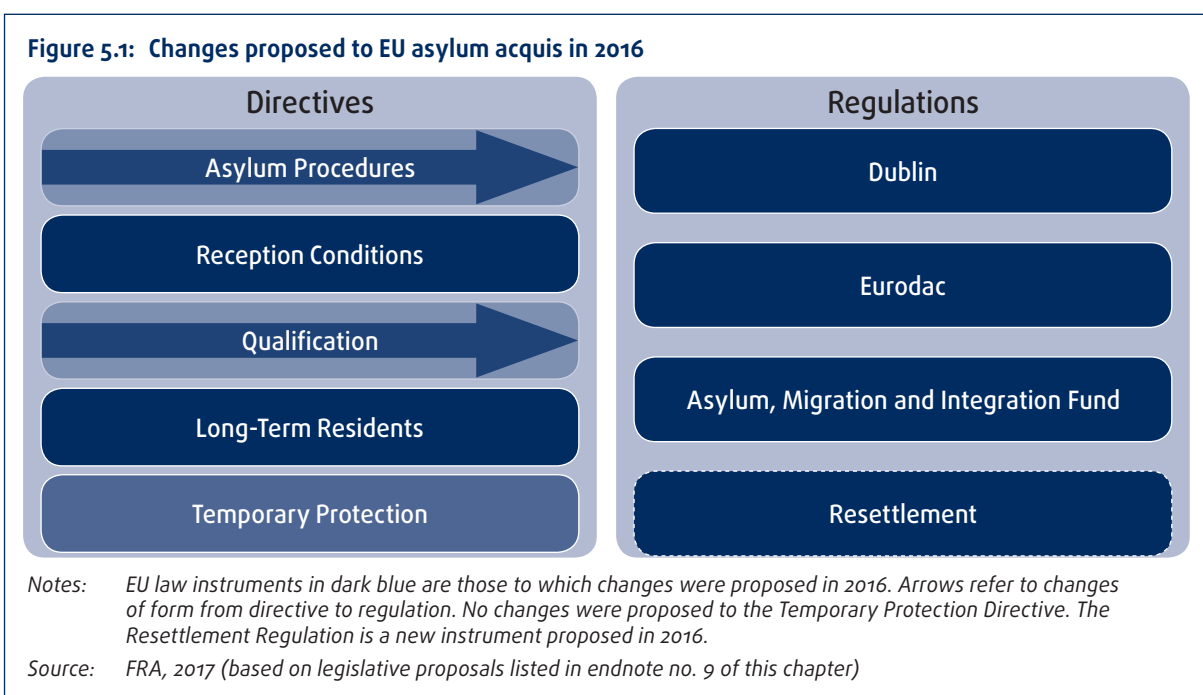 Figure 5.1: Changes proposed to EU asylum acquis in 2016
Directives
Asylum Procedures
Reception Conditions
Qualification
Long-Term Residents
Temporary Protection
Regulations
Dublin
Eurodac
Asylum, Migration and Integration Fund
Resettlement
Notes: EU law instruments in dark blue are those to which changes were proposed in 2016. Arrows refer to changes
of form from directive to regulation. No changes were proposed to the Temporary Protection Directive. The
Resettlement Regulation is a new instrument proposed in 2016.
Source: FRA, 2017 (based on legislative proposals listed in endnote no. 9 of this chapter)